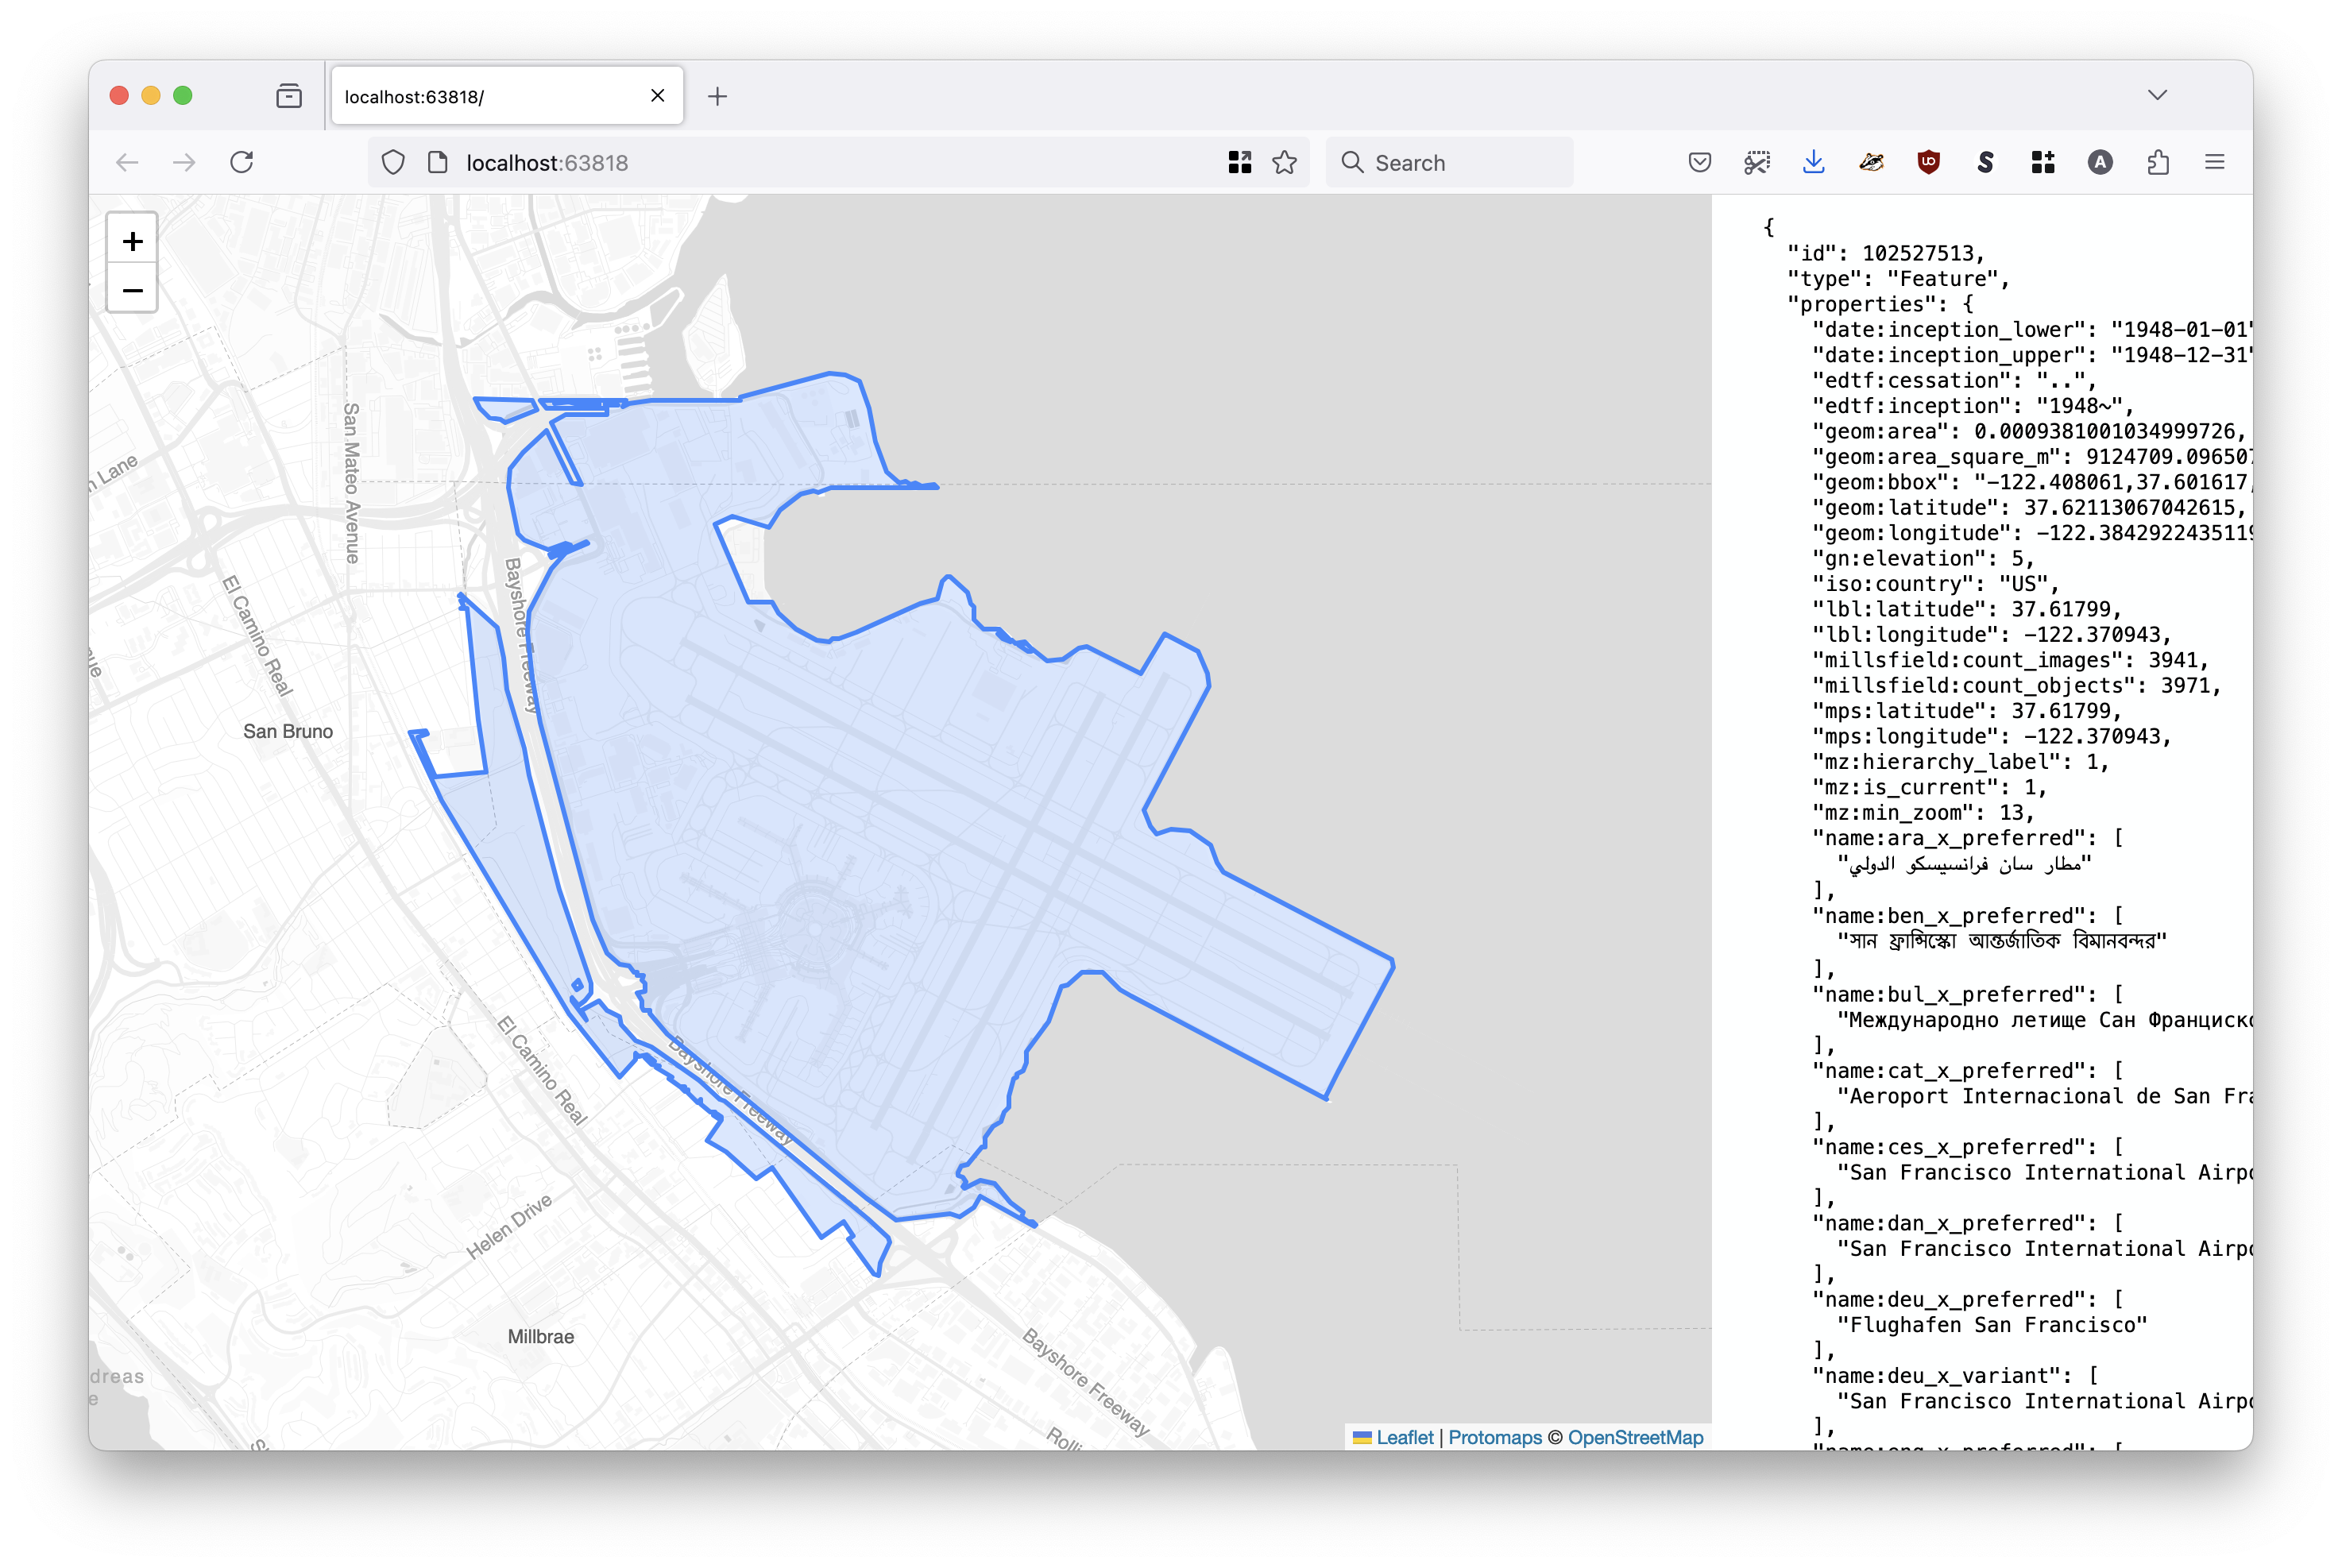 localhost:63818/
localhost:63818
Search
+
−
San Mateo Avenue
n Lane
El Camino Real
Bayshore Freeway
San Bruno
El Camino Real
Bayshore Freeway
Helen Drive
Millbrae
dreas
Bayshore Freeway
Rolli
Leaflet | Protomaps © OpenStreetMap
{
"id": 102527513,
"type": "Feature",
"properties": {
"date:inception_lower": "1948-01-01"
"date:inception_upper": "1948-12-31"
"edtf:cessation": "..",
"edtf:inception": "1948~",
"geom:area": 0.0009381001034999726,
"geom:area_square_m": 9124709.096507
"geom:bbox": "-122.408061,37.601617,
"geom:latitude": 37.62113067042615,
"geom:longitude": -122.3842922435119
"gn:elevation": 5,
"iso:country": "US",
"lbl:latitude": 37.61799,
"lbl:longitude": -122.370943,
"millsfield:count_images": 3941,
"millsfield:count_objects": 3971,
"mps:latitude": 37.61799,
"mps:longitude": -122.370943,
"mz:hierarchy_label": 1,
"mz:is_current": 1,
"mz:min_zoom": 13,
"name:ara_x_preferred": [
"مطار سان فرانسيسكو الدولي"
],
"name:ben_x_preferred": [
"সান ফ্রান্সিস্কো আন্তর্জাতিক বিমানবন্দর"
],
"name:bul_x_preferred": [
"Международно летище Сан Франциско
],
"name:cat_x_preferred": [
"Aeroport Internacional de San Fra
],
"name:ces_x_preferred": [
"San Francisco International Airpo
],
"name:dan_x_preferred": [
"San Francisco International Airpo
],
"name:deu_x_preferred": [
"Flughafen San Francisco"
],
"name:deu_x_variant": [
"San Francisco International Airpo
],
"name:eng_x_preferred": [